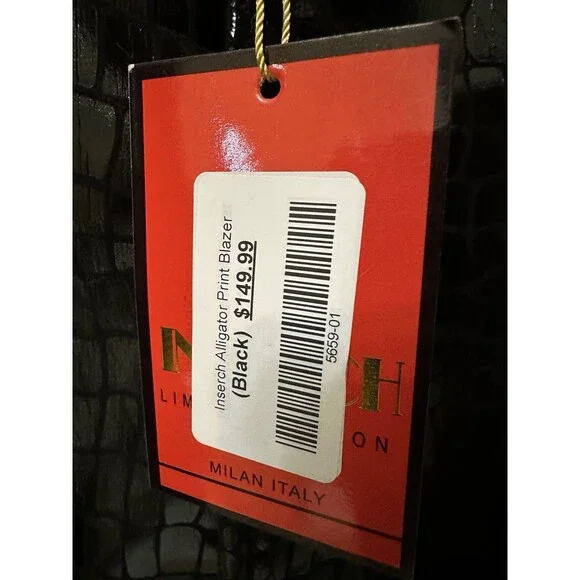 Inserch Alligator Print Blazer
(Black) $149.99
5659-01
MILAN ITALY